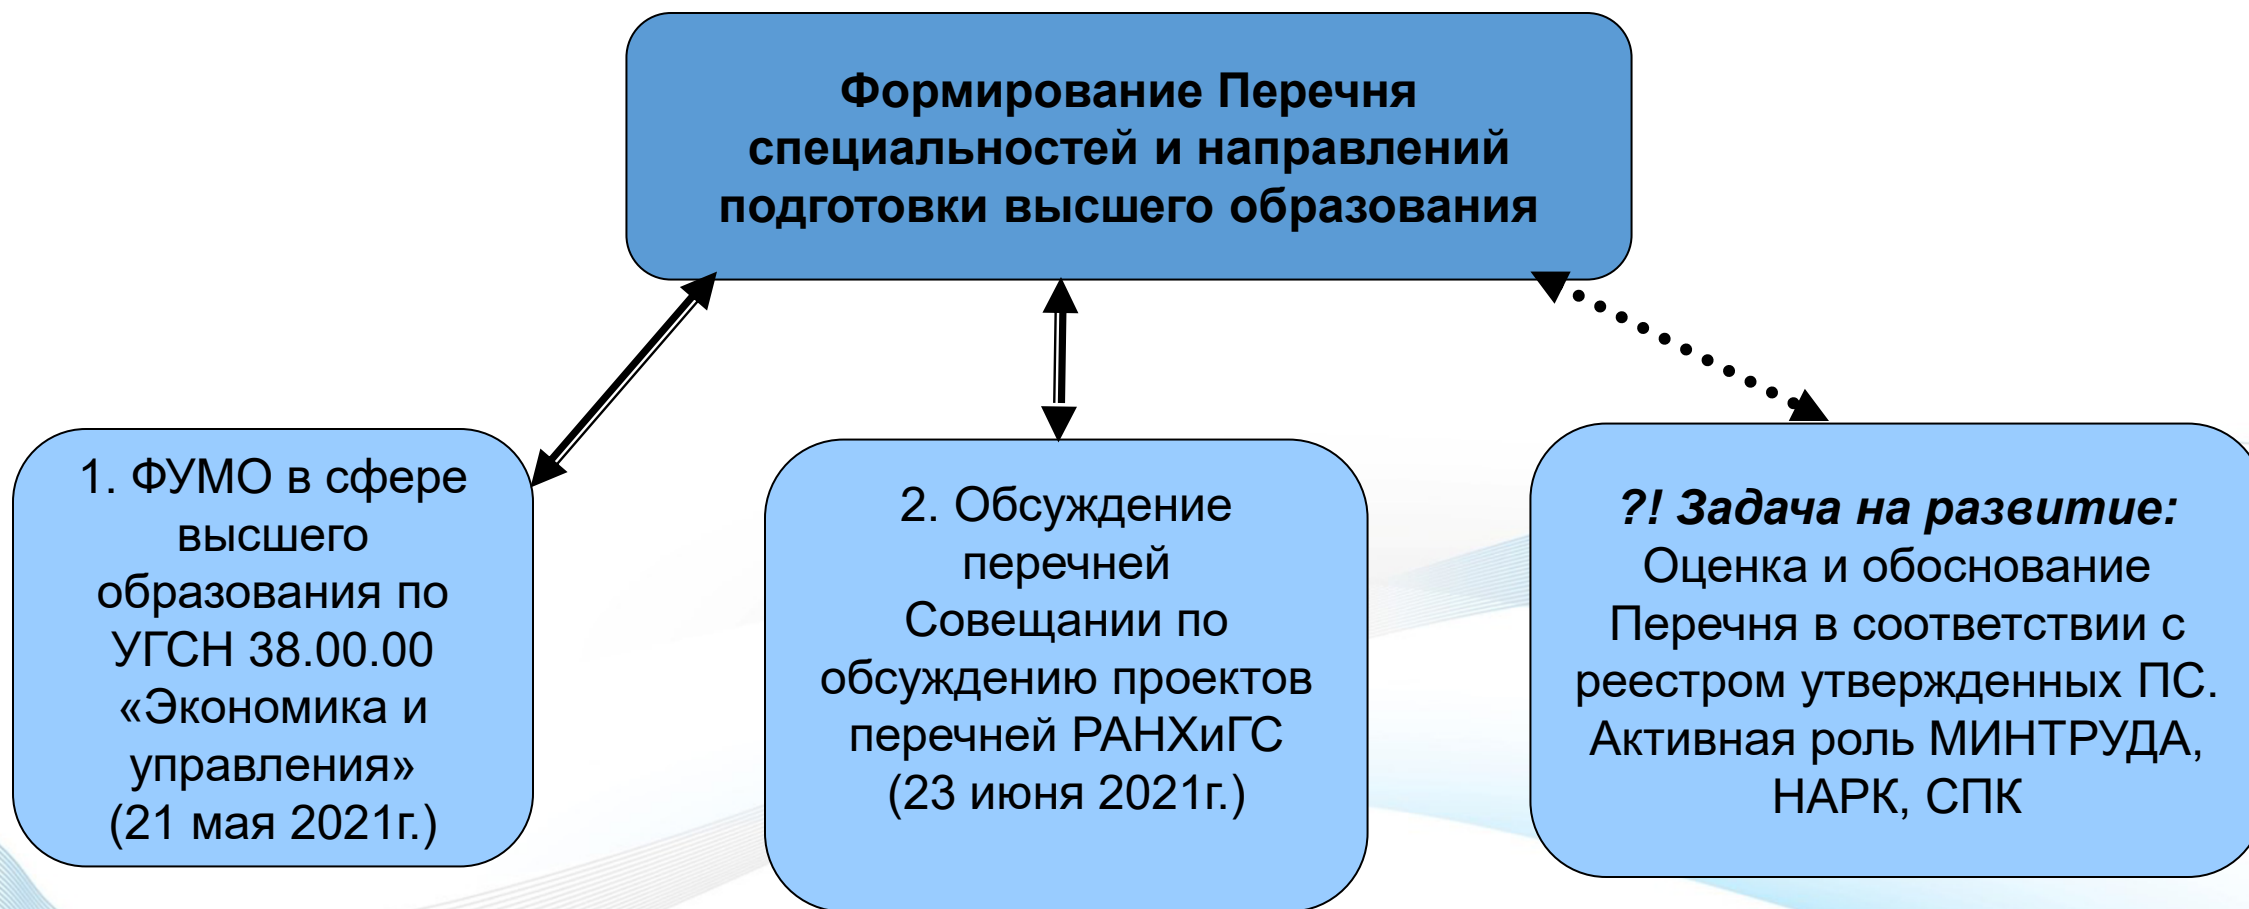 Формирование Перечня
специальностей и направлений
подготовки высшего образования
1. ФУМО в сфере
высшего
образования по
УГСН 38.00.00
«Экономика и
управления»
(21 мая 2021г.)
2. Обсуждение
перечней
Совещании по
обсуждению проектов
перечней РАНХиГС
(23 июня 2021г.)
?! Задача на развитие:
Оценка и обоснование
Перечня в соответствии с
реестром утвержденных ПС.
Активная роль МИНТРУДА,
НАРК, СПК